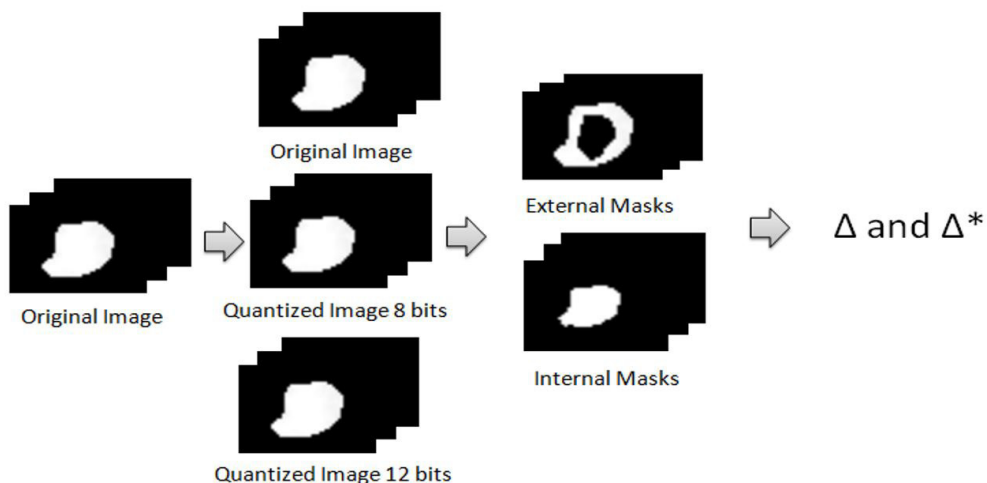 Original Image
Original Image
Quantized Image 8 bits
Quantized Image 12 bits
External Masks
Internal Masks
Δ and Δ*